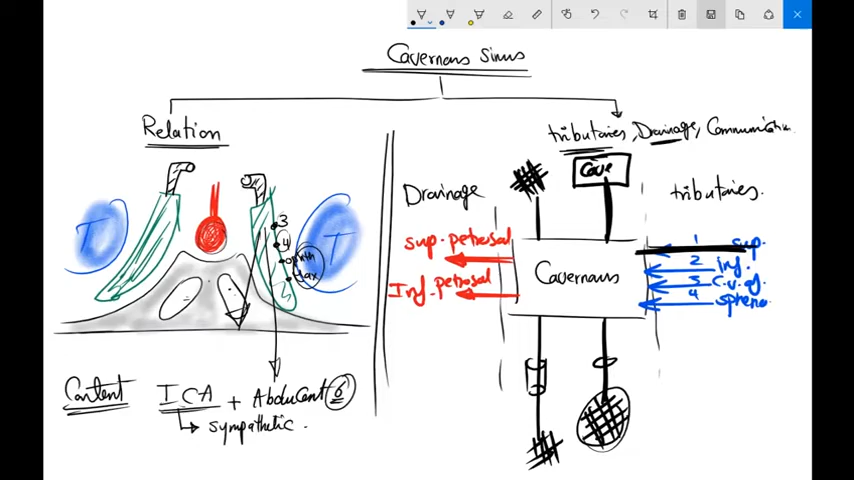 Cavernous Sinus
Relation
tributaries, Drainage, Communication
Cave
Drainage
tributaries.
T
T
3
4
ophth
Max
sup. petrosal
Inf. petrosal
Cavernous
1 sup.
2 inf.
3 C.v. of.
4 spheno
Content
ICA + Abducent 6
sympathetic.